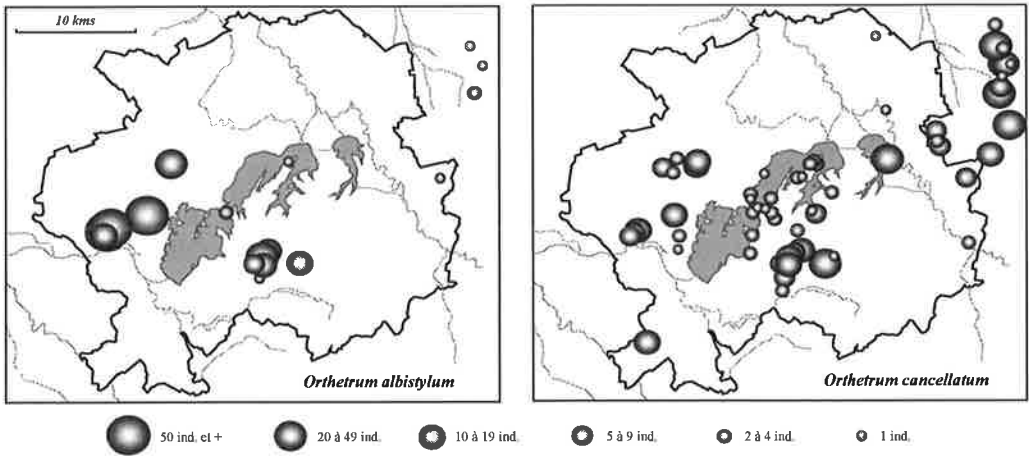 10 kms
Orthetrum albistylum
Orthetrum cancellatum
50 ind. et +
20 à 49 ind.
10 à 19 ind.
5 à 9 ind.
2 à 4 ind.
1 ind.